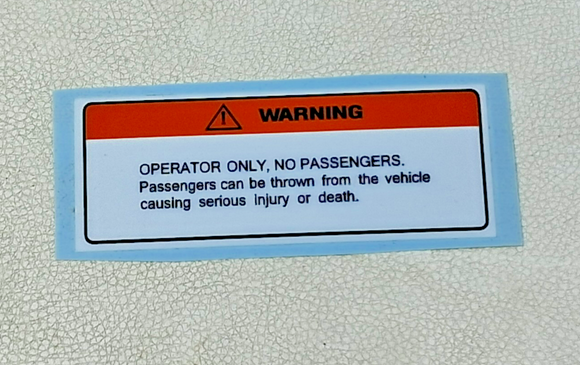 WARNING
OPERATOR ONLY, NO PASSENGERS.
Passengers can be thrown from the vehicle
causing serious injury or death.